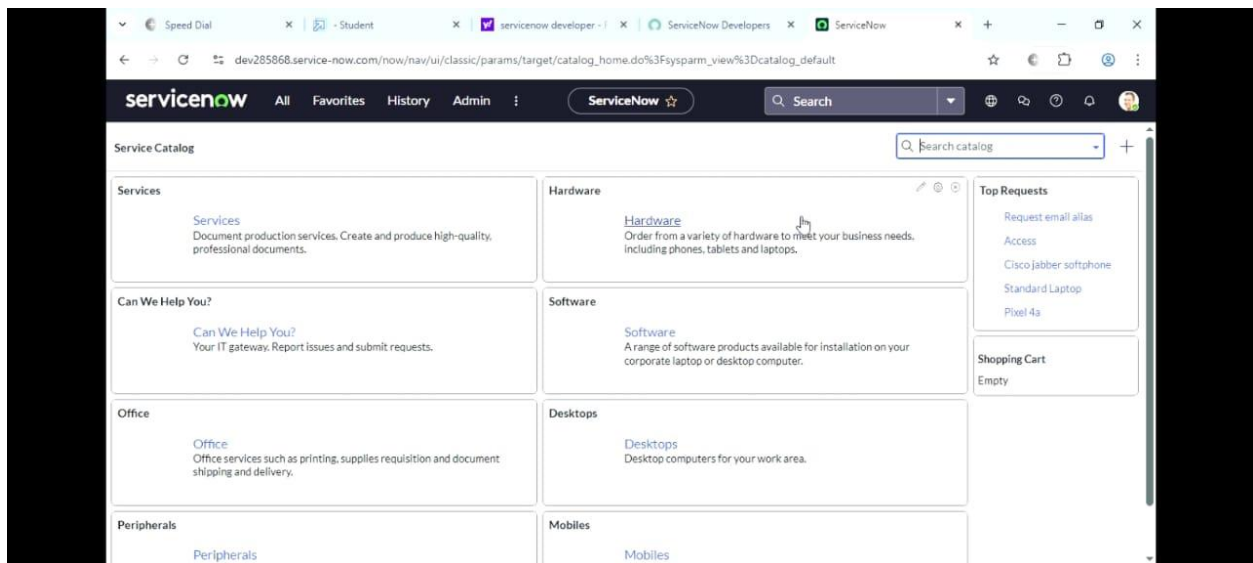 Speed Dial
- Student
servicenow developer -
ServiceNow Developers
ServiceNow
dev285868.service-now.com/now/nav/ui/classic/params/target/catalog_home.do%3Fsysparm_view%3Dcatalog_default
servicenow All Favorites History Admin ServiceNow Search
Service Catalog
Search catalog
Services
Services
Document production services. Create and produce high-quality,
professional documents.
Hardware
Hardware
Order from a variety of hardware to meet your business needs,
including phones, tablets and laptops.
Top Requests
Request email alias
Access
Cisco jabber softphone
Standard Laptop
Pixel 4a
Can We Help You?
Can We Help You?
Your IT gateway. Report issues and submit requests.
Software
Software
A range of software products available for installation on your
corporate laptop or desktop computer.
Shopping Cart
Empty
Office
Office
Office services such as printing, supplies requisition and document
shipping and delivery.
Desktops
Desktops
Desktop computers for your work area.
Peripherals
Peripherals
Mobiles
Mobiles